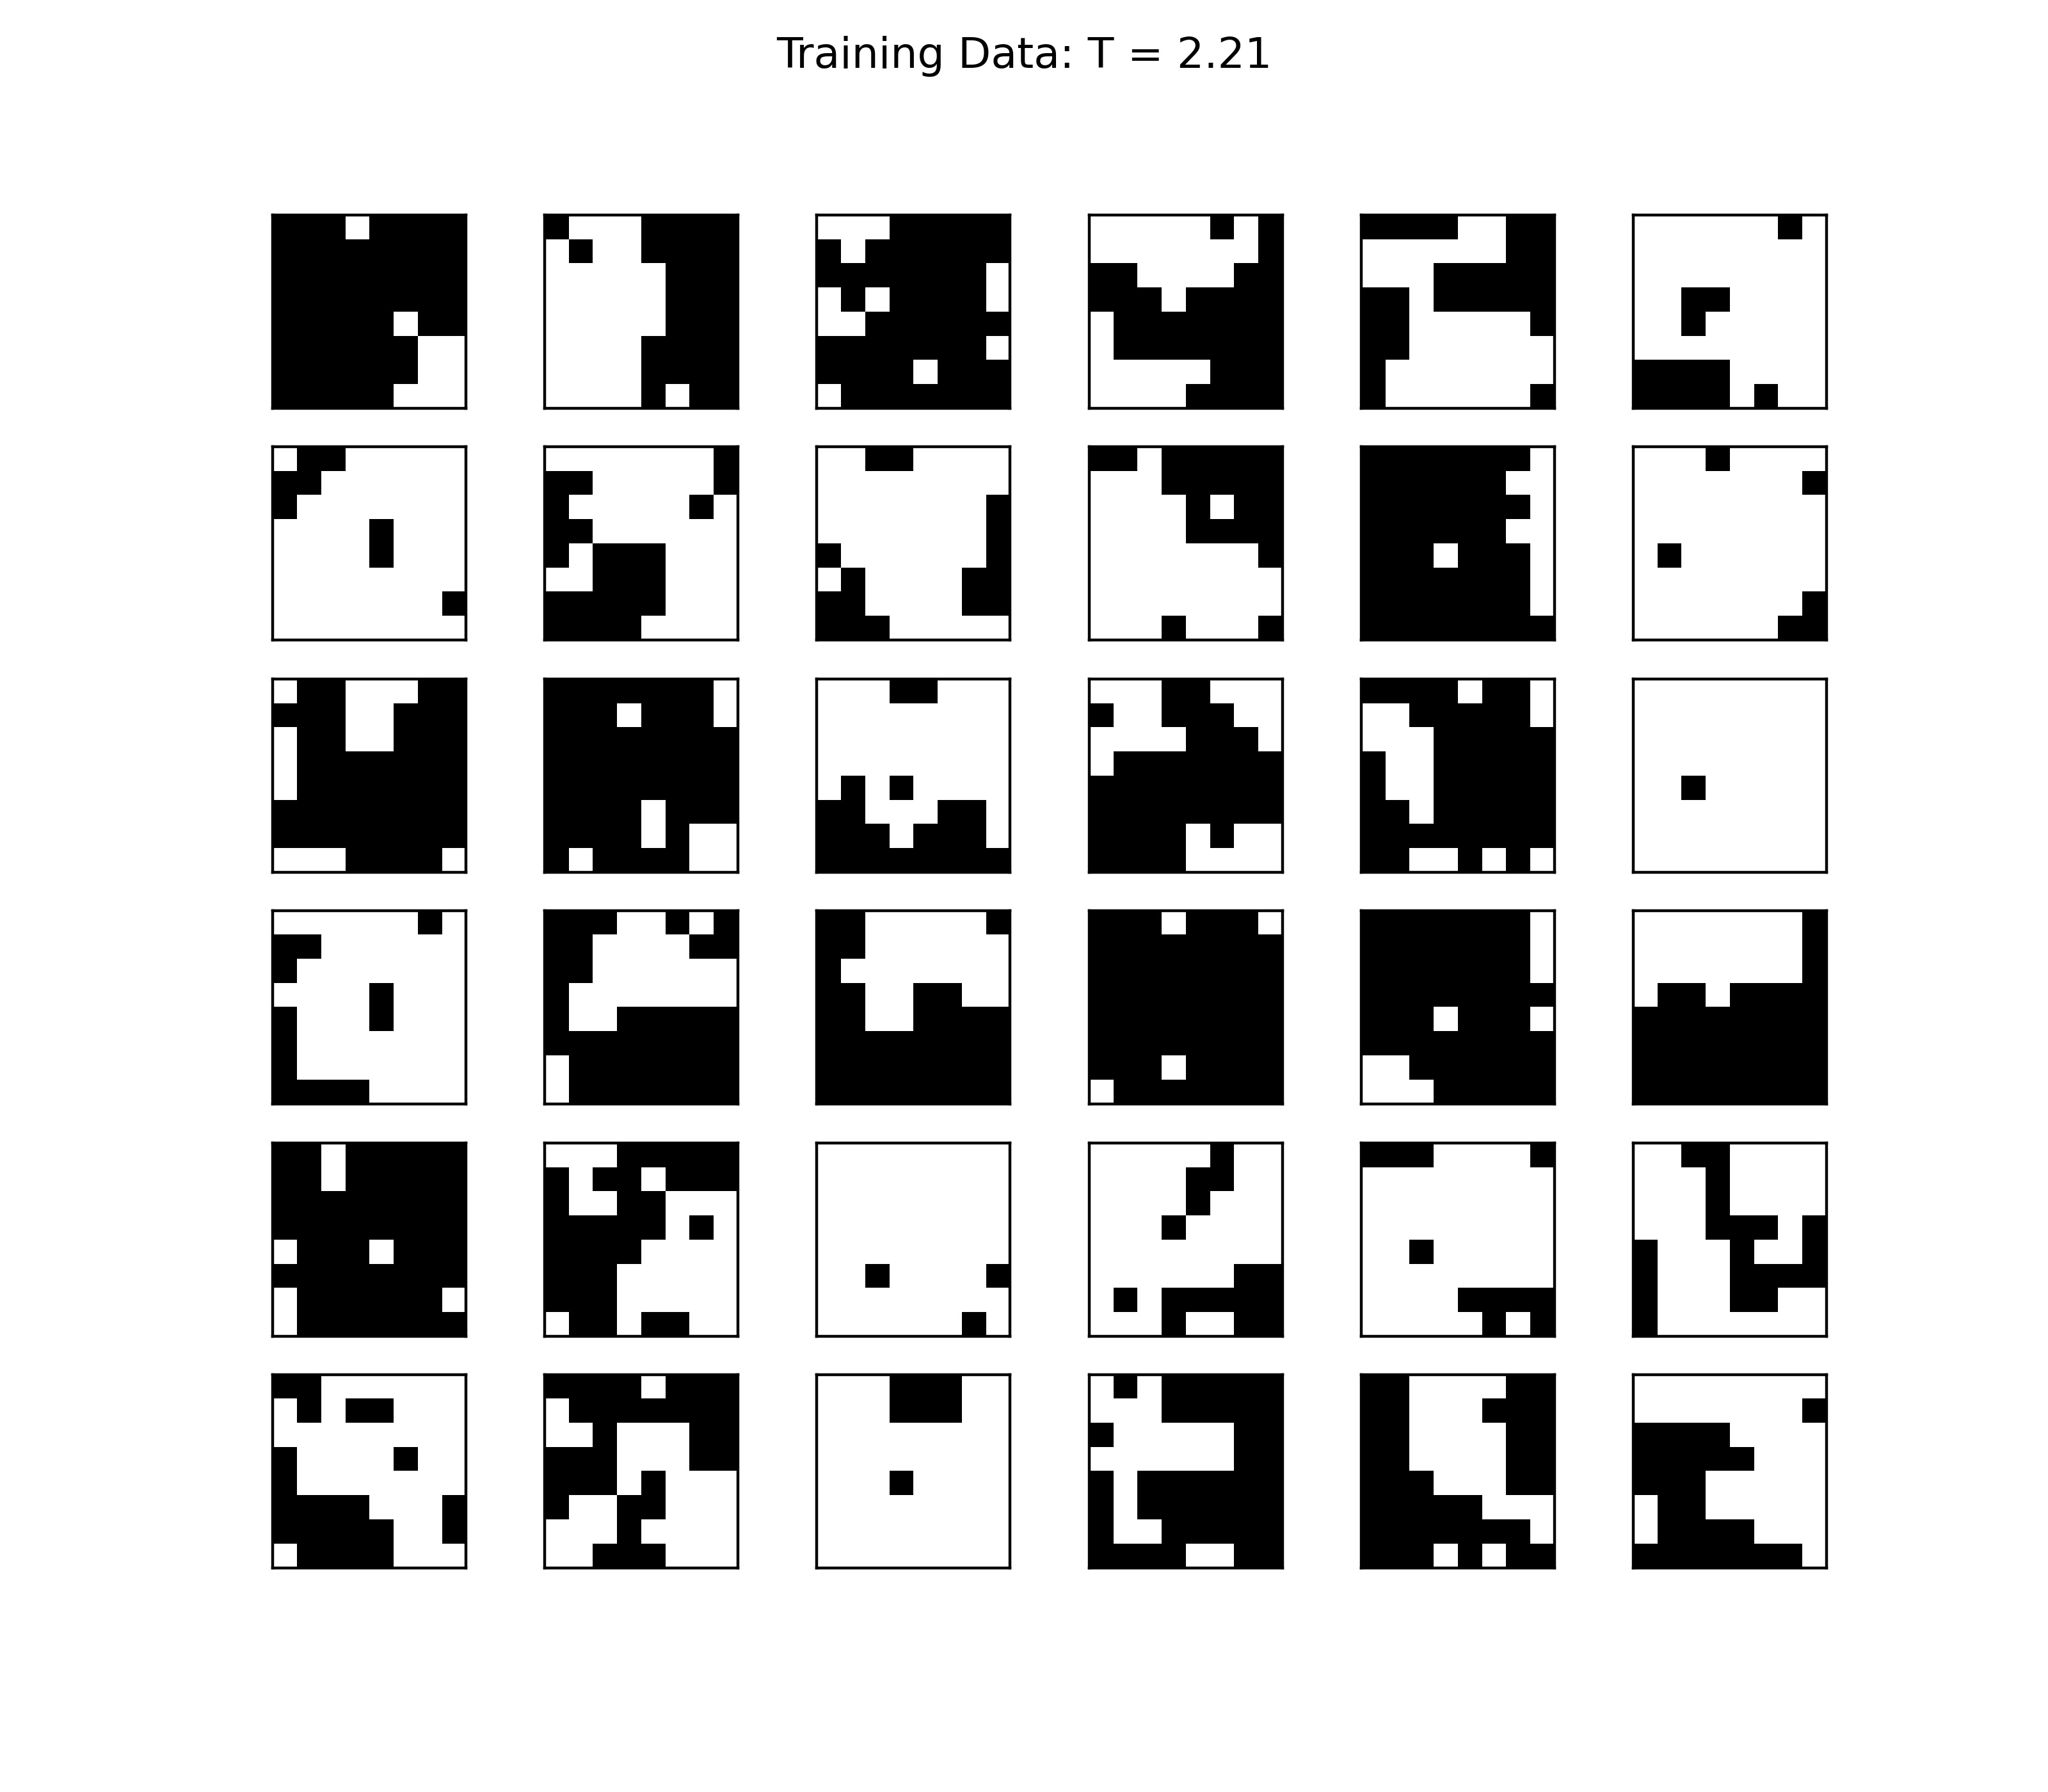 Training Data: T = 2.21